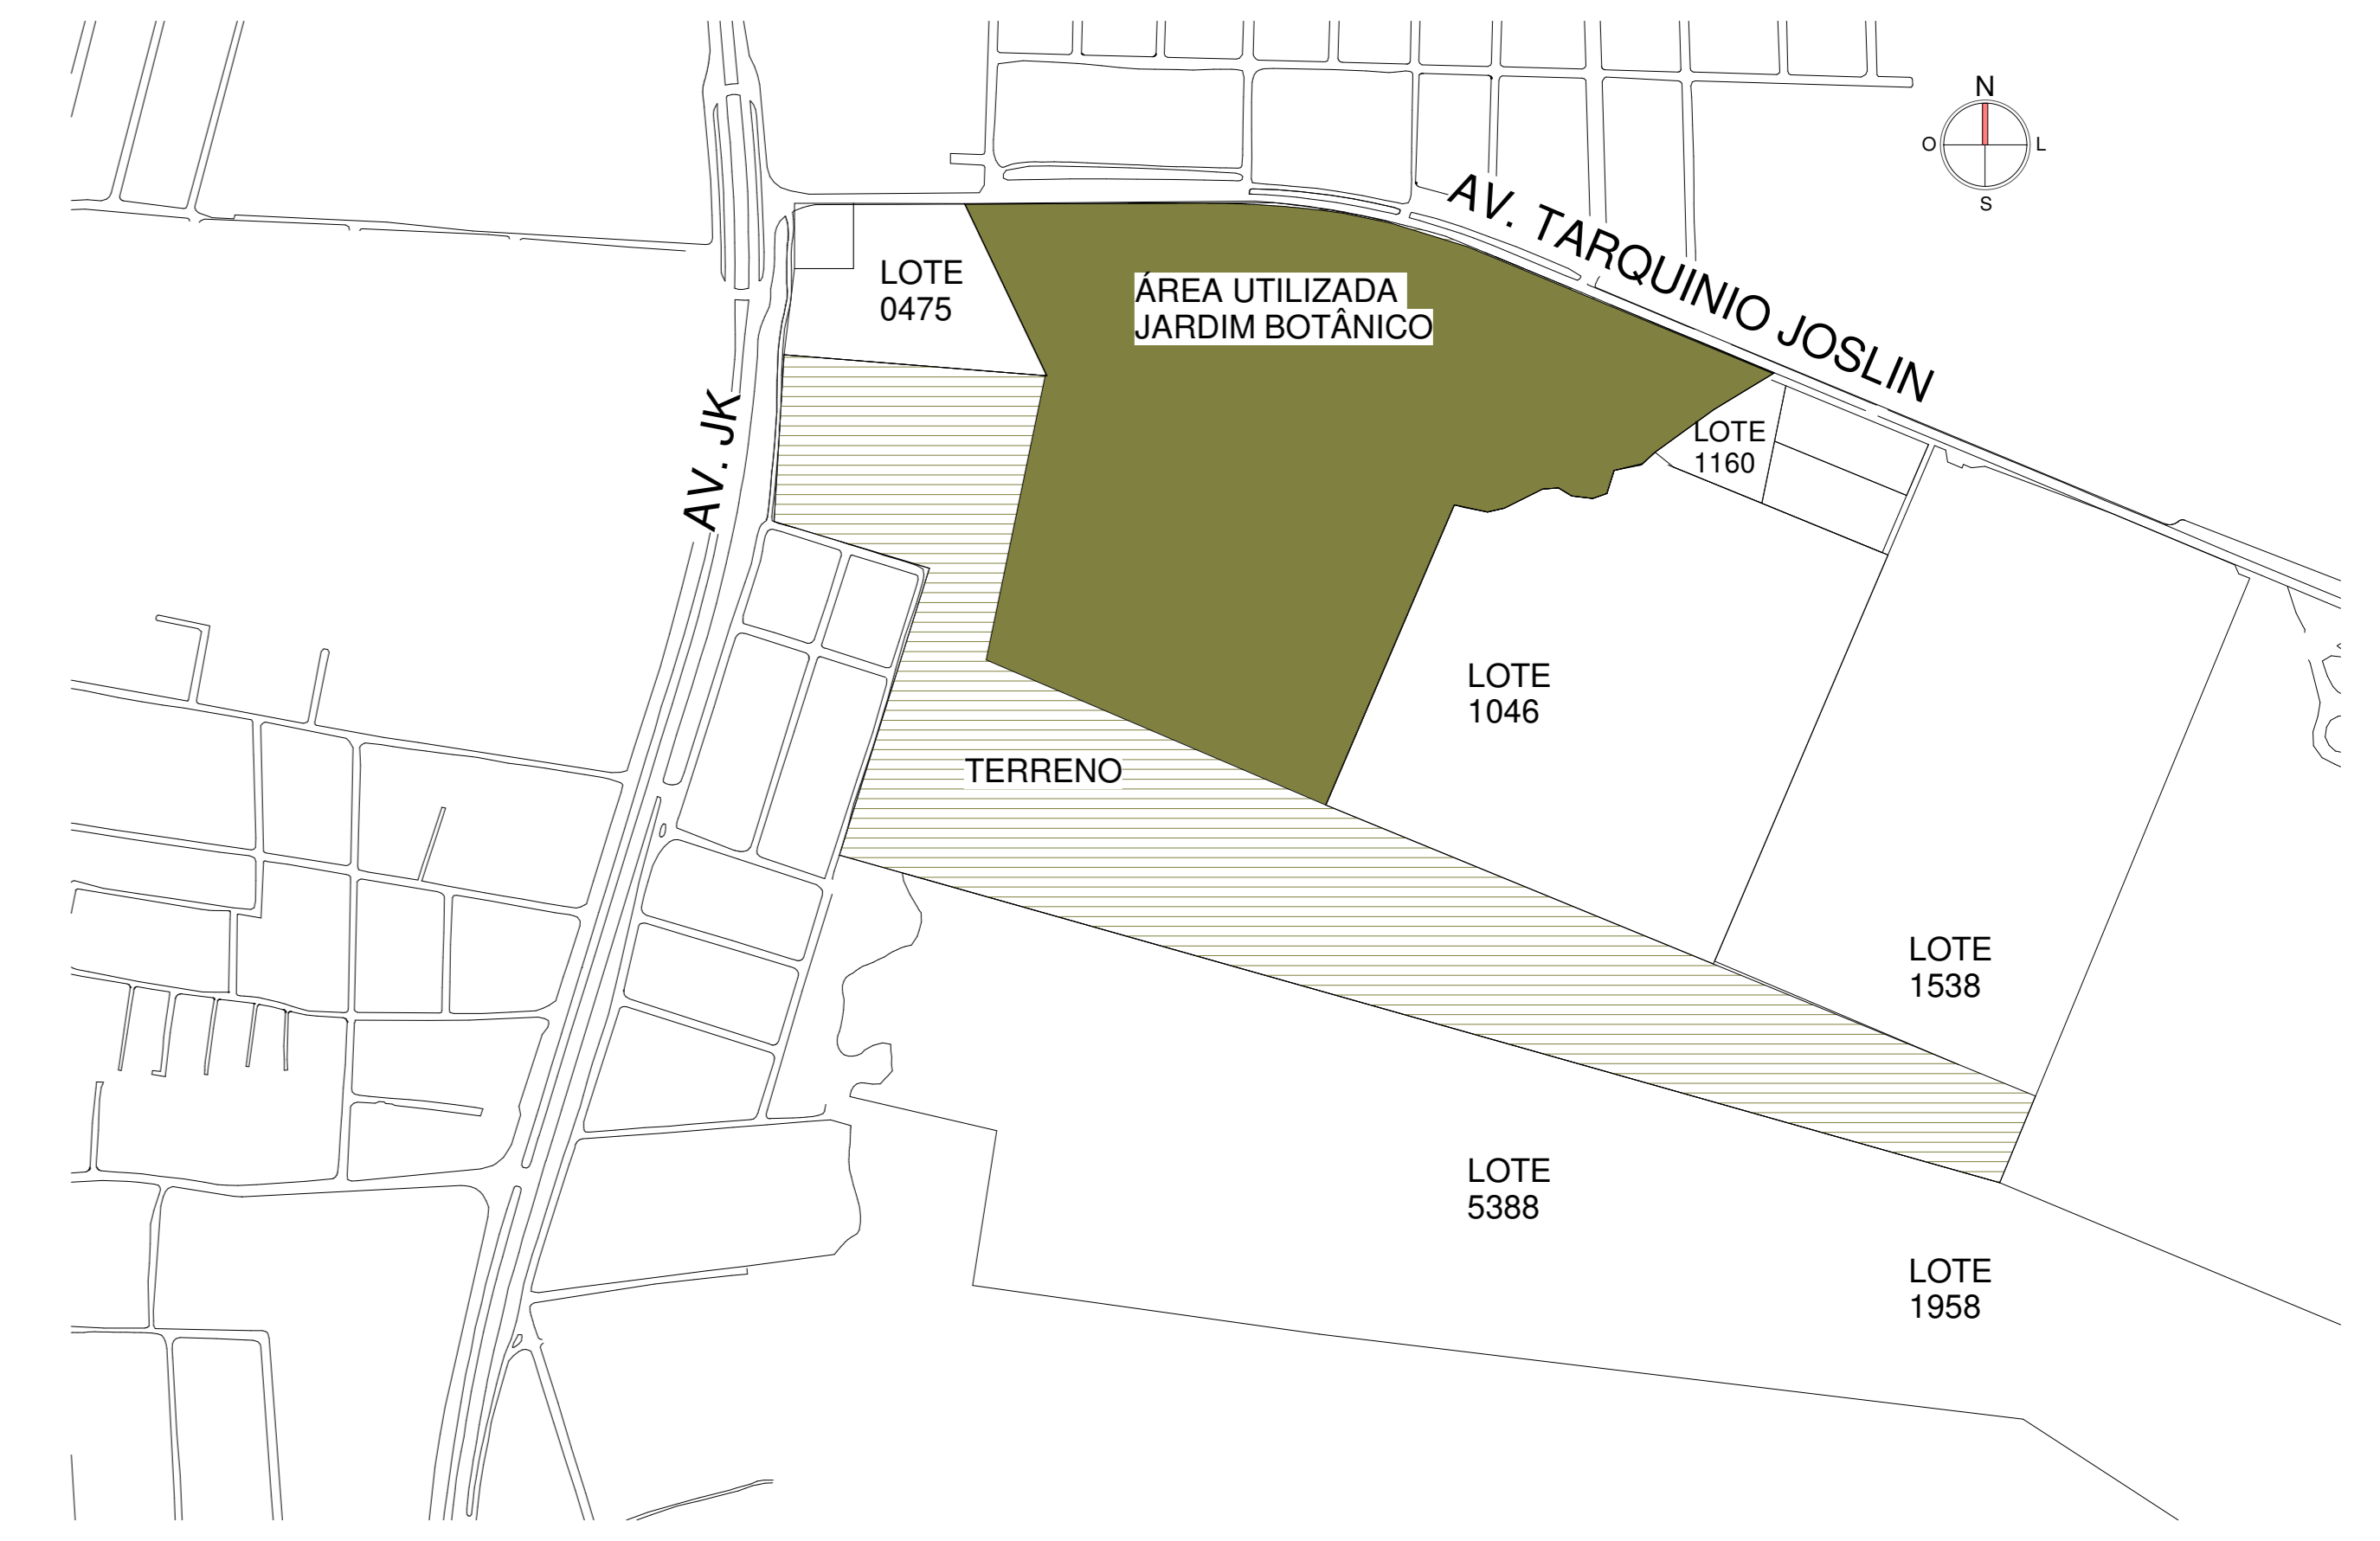 N
O
L
S
AV. TARQUINIO JOSLIN
LOTE
0475
ÁREA UTILIZADA
JARDIM BOTÂNICO
AV. JK
LOTE
1160
LOTE
1046
TERRENO
LOTE
1538
LOTE
5388
LOTE
1958